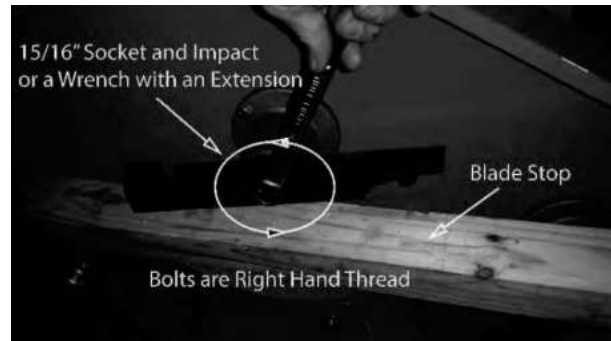 15/16" Socket and Impact
or a Wrench with an Extension
Blade Stop
Bolts are Right Hand Thread